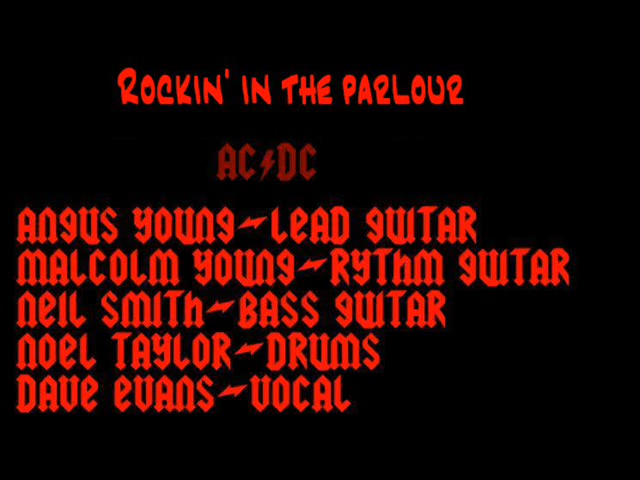 Rockin' in the parlour
AC⚡DC
Angus Young~Lead guitar
Malcolm Young~Rythm guitar
Neil Smith~Bass guitar
Noel Taylor~Drums
Dave Evans~Vocal